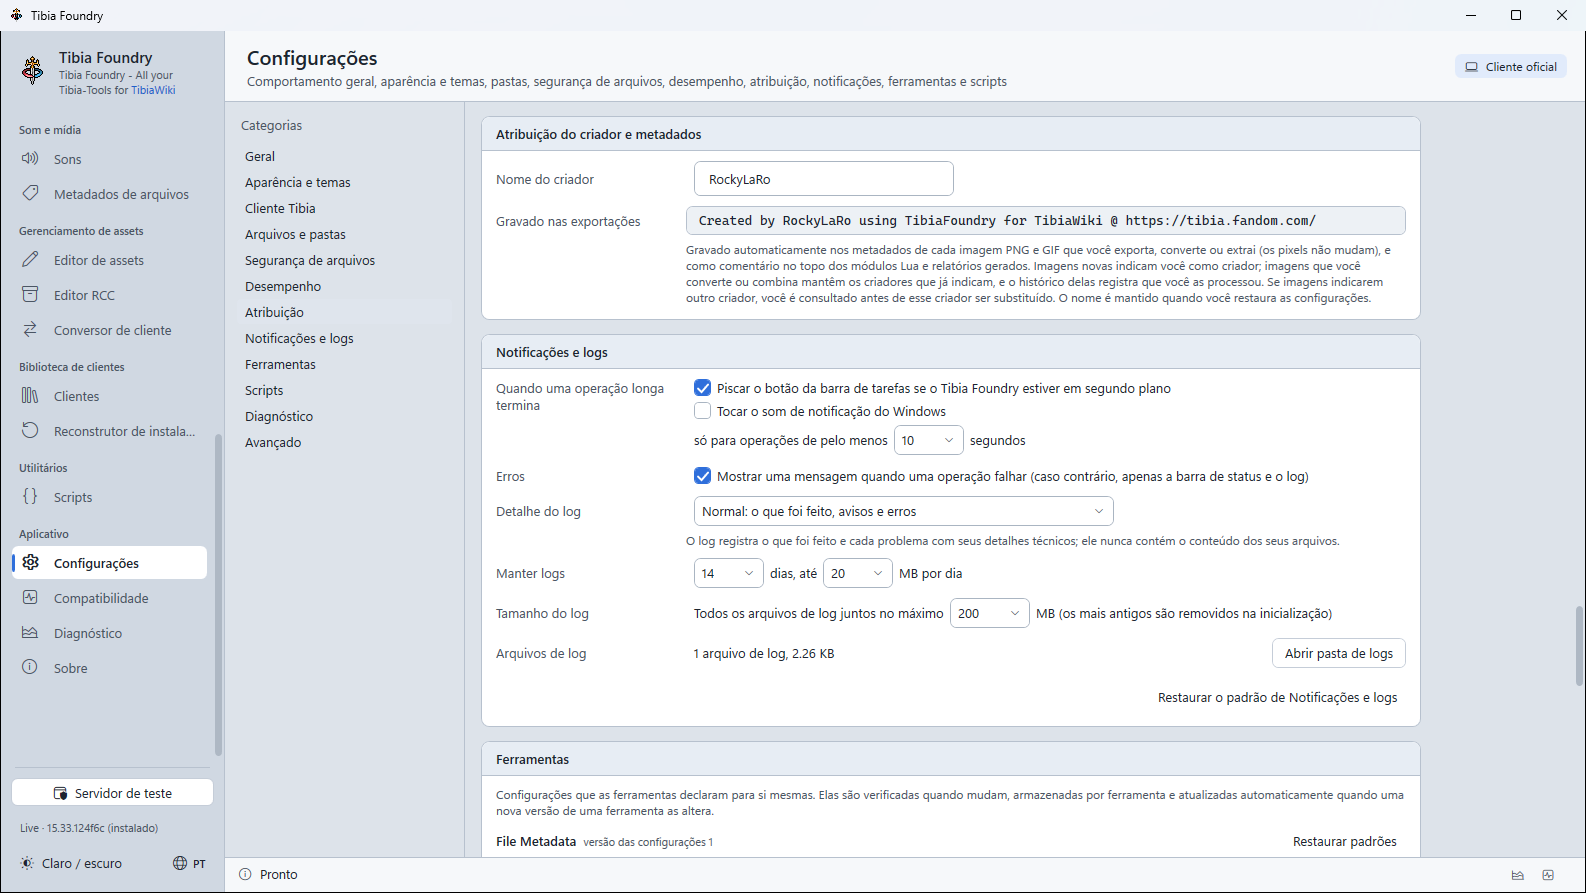 Tibia Foundry
Tibia Foundry
Tibia Foundry - All your
Tibia-Tools for TibiaWiki
Som e mídia
Sons
Metadados de arquivos
Gerenciamento de assets
Editor de assets
Editor RCC
Conversor de cliente
Biblioteca de clientes
Clientes
Reconstrutor de instala...
Utilitários
Scripts
Aplicativo
Configurações
Compatibilidade
Diagnóstico
Sobre
Servidor de teste
Live · 15.33.124f6c (instalado)
Claro / escuro
PT
Configurações
Comportamento geral, aparência e temas, pastas, segurança de arquivos, desempenho, atribuição, notificações, ferramentas e scripts
Cliente oficial
Categorias
Geral
Aparência e temas
Cliente Tibia
Arquivos e pastas
Segurança de arquivos
Desempenho
Atribuição
Notificações e logs
Ferramentas
Scripts
Diagnóstico
Avançado
Atribuição do criador e metadados
Nome do criador
RockyLaRo
Gravado nas exportações
Created by RockyLaRo using TibiaFoundry for TibiaWiki @ https://tibia.fandom.com/
Gravado automaticamente nos metadados de cada imagem PNG e GIF que você exporta, converte ou extrai (os pixels não mudam), e
como comentário no topo dos módulos Lua e relatórios gerados. Imagens novas indicam você como criador; imagens que você
converte ou combina mantêm os criadores que já indicam, e o histórico delas registra que você as processou. Se imagens indicarem
outro criador, você é consultado antes de esse criador ser substituído. O nome é mantido quando você restaura as configurações.
Notificações e logs
Quando uma operação longa
termina
Piscar o botão da barra de tarefas se o Tibia Foundry estiver em segundo plano
Tocar o som de notificação do Windows
só para operações de pelo menos 10 segundos
Erros
Mostrar uma mensagem quando uma operação falhar (caso contrário, apenas a barra de status e o log)
Detalhe do log
Normal: o que foi feito, avisos e erros
O log registra o que foi feito e cada problema com seus detalhes técnicos; ele nunca contém o conteúdo dos seus arquivos.
Manter logs
14 dias, até 20 MB por dia
Tamanho do log
Todos os arquivos de log juntos no máximo 200 MB (os mais antigos são removidos na inicialização)
Arquivos de log
1 arquivo de log, 2.26 KB
Abrir pasta de logs
Restaurar o padrão de Notificações e logs
Ferramentas
Configurações que as ferramentas declaram para si mesmas. Elas são verificadas quando mudam, armazenadas por ferramenta e atualizadas automaticamente quando uma
nova versão de uma ferramenta as altera.
File Metadata versão das configurações 1
Restaurar padrões
Pronto